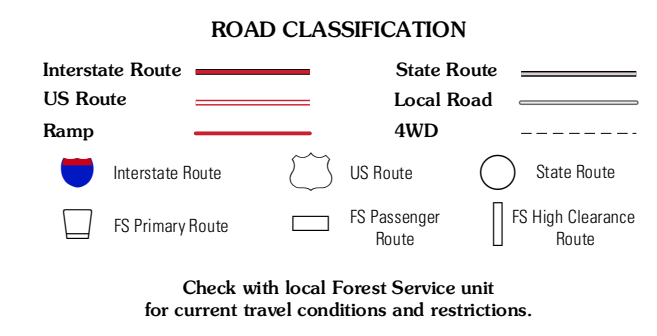 ROAD CLASSIFICATION
Interstate Route
State Route
US Route
Local Road
Ramp
4WD
Interstate Route
US Route
State Route
FS Primary Route
FS Passenger
Route
FS High Clearance
Route
Check with local Forest Service unit
for current travel conditions and restrictions.